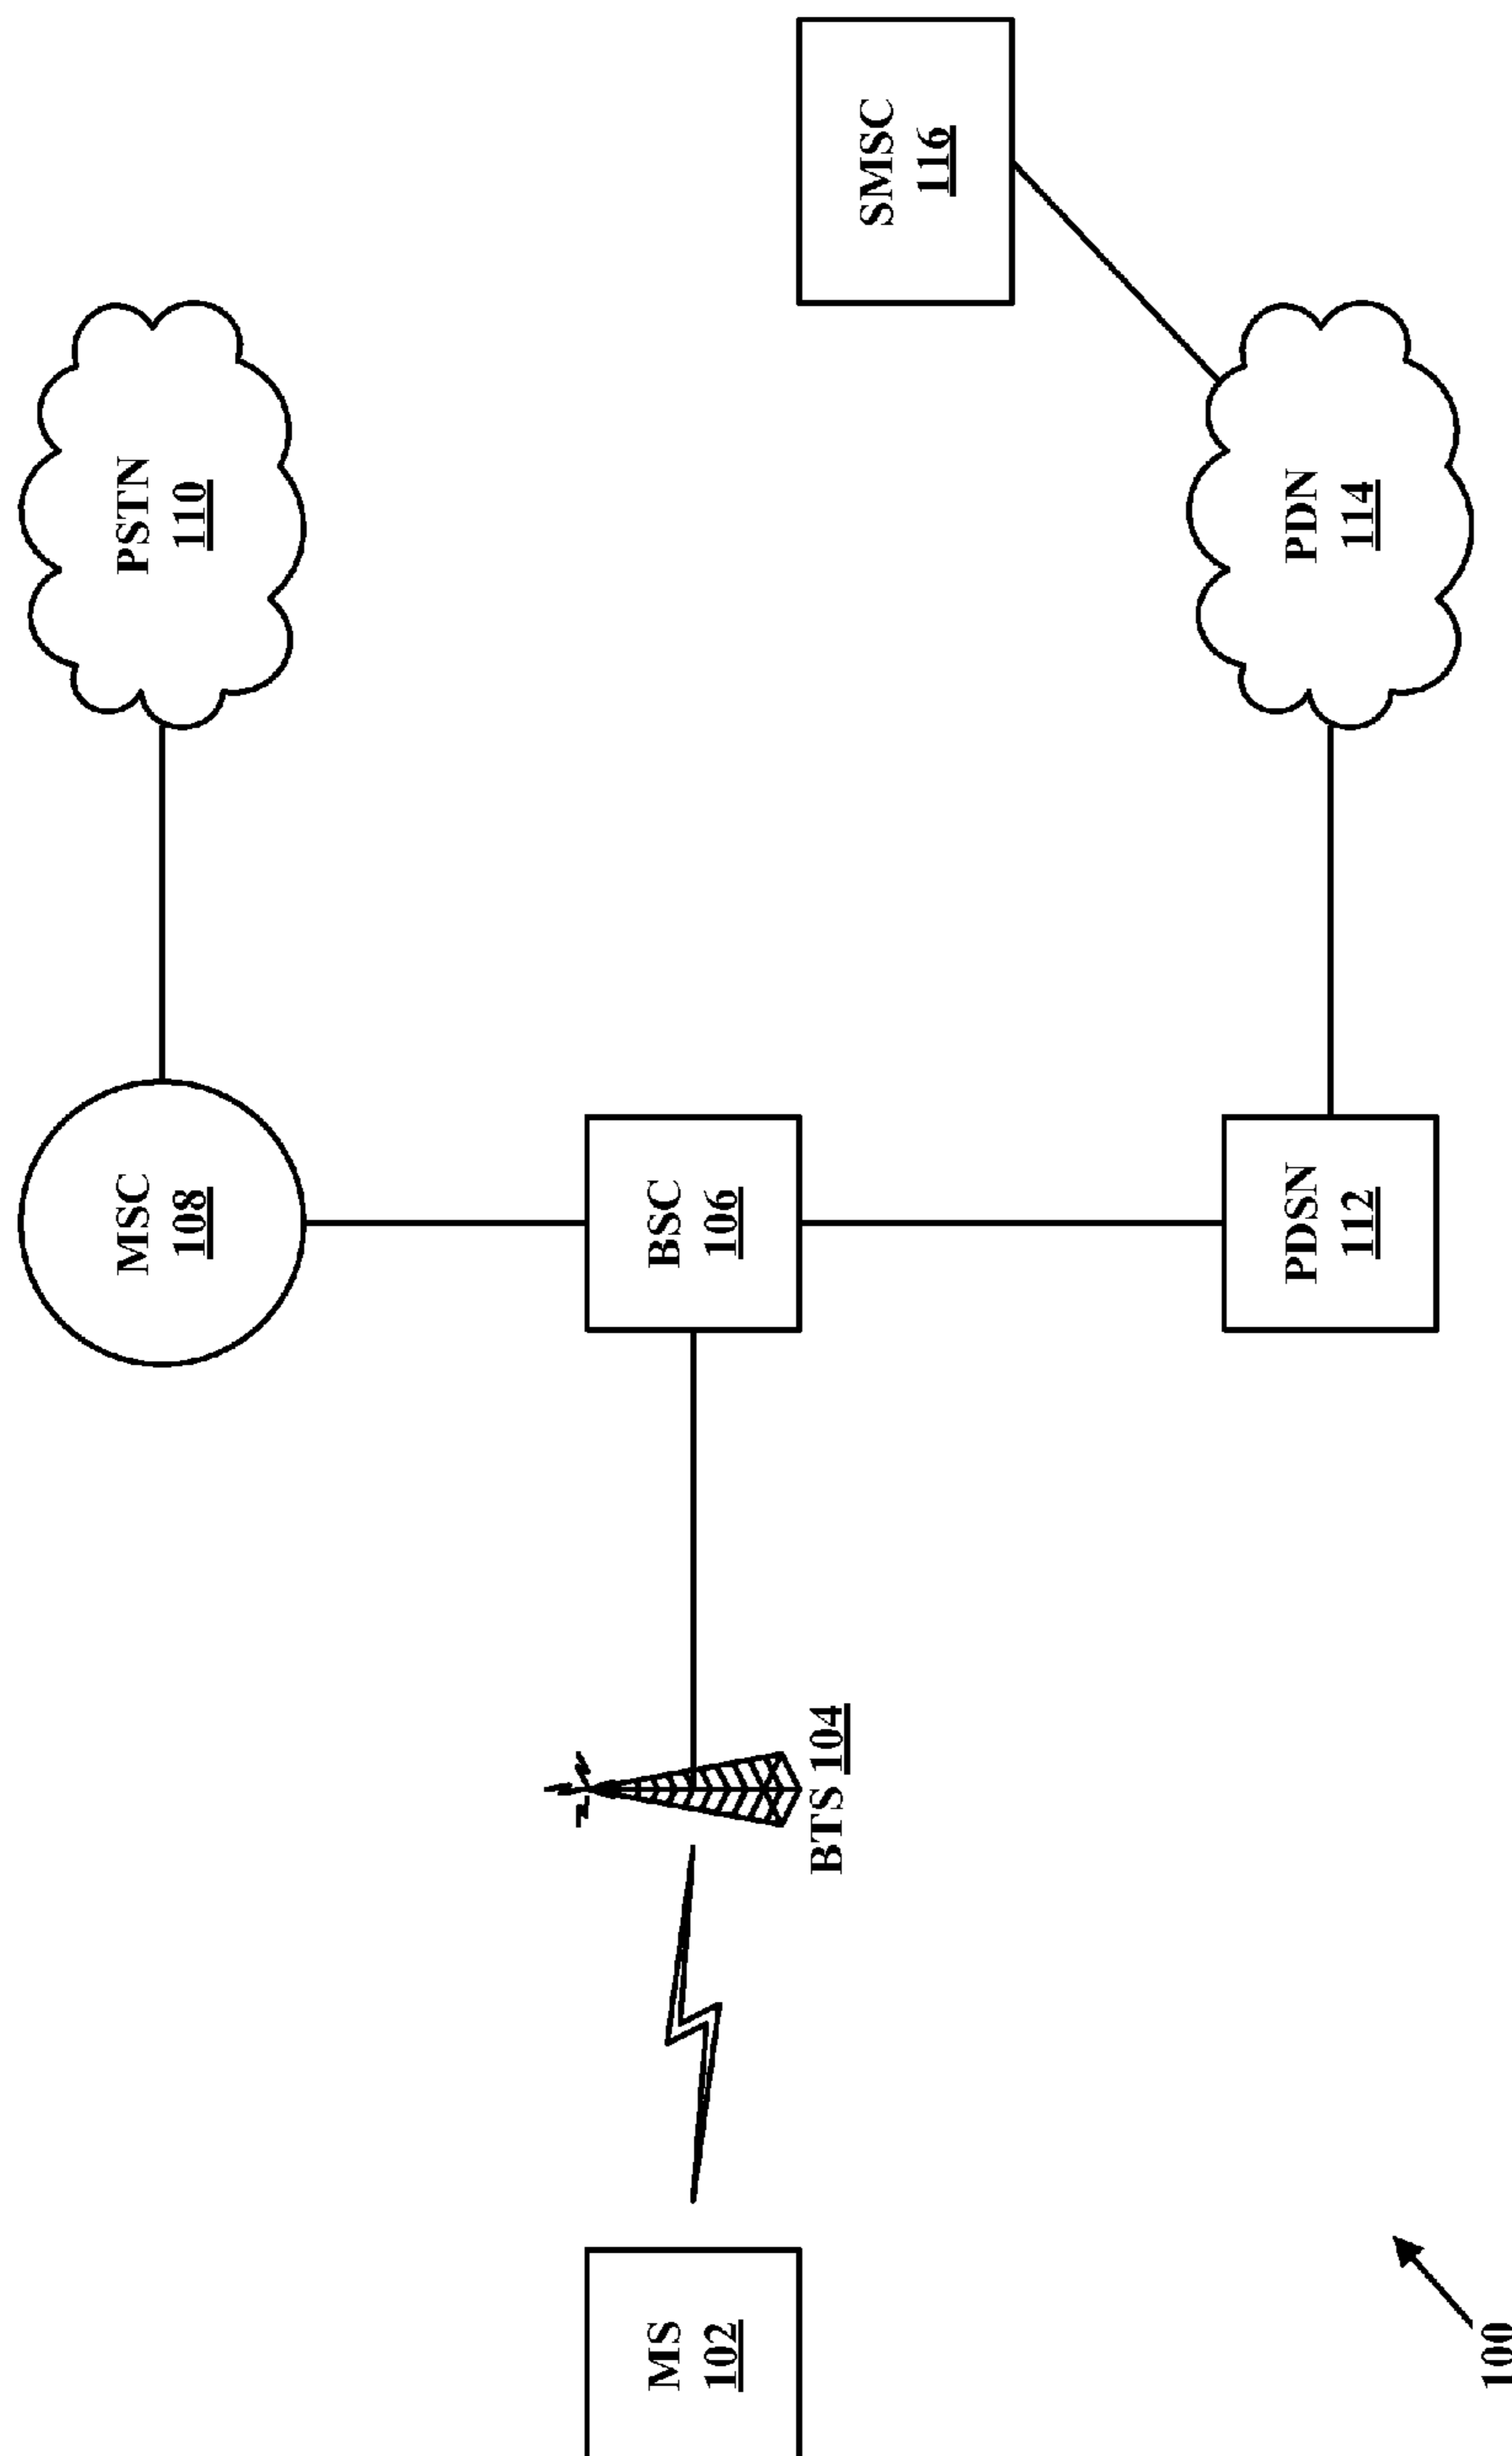 MSC
108
PSTN
110
MS
102
BTS 104
BSC
106
SMSC
116
PDSN
112
PDN
114
100